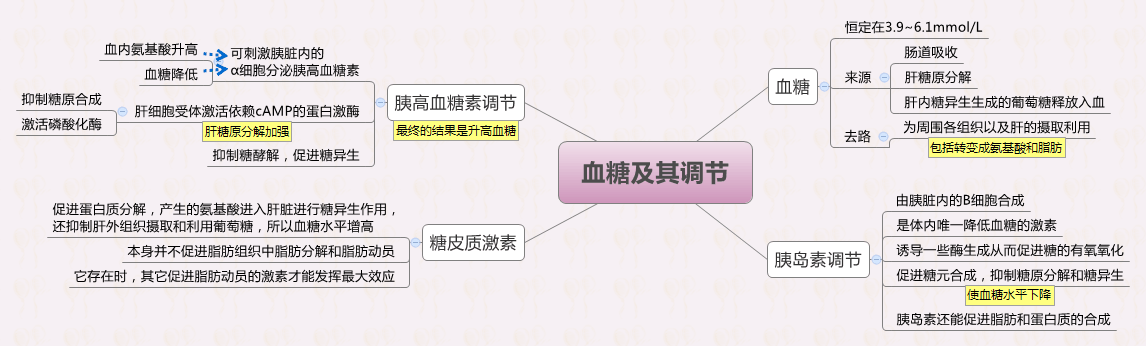 血糖及其调节
血糖
恒定在3.9~6.1mmol/L
来源
肠道吸收
肝糖原分解
肝内糖异生生成的葡萄糖释放入血
去路
为周围各组织以及肝的摄取利用
包括转变成氨基酸和脂肪
胰岛素调节
由胰脏内的B细胞合成
是体内唯一降低血糖的激素
诱导一些酶生成从而促进糖的有氧氧化
促进糖元合成，抑制糖原分解和糖异生
使血糖水平下降
胰岛素还能促进脂肪和蛋白质的合成
胰高血糖素调节
最终的结果是升高血糖
血内氨基酸升高
血糖降低
可刺激胰脏内的
α细胞分泌胰高血糖素
肝细胞受体激活依赖cAMP的蛋白激酶
肝糖原分解加强
抑制糖原合成
激活磷酸化酶
抑制糖酵解，促进糖异生
糖皮质激素
促进蛋白质分解，产生的氨基酸进入肝脏进行糖异生作用，
还抑制肝外组织摄取和利用葡萄糖，所以血糖水平增高
本身并不促进脂肪组织中脂肪分解和脂肪动员
它存在时，其它促进脂肪动员的激素才能发挥最大效应